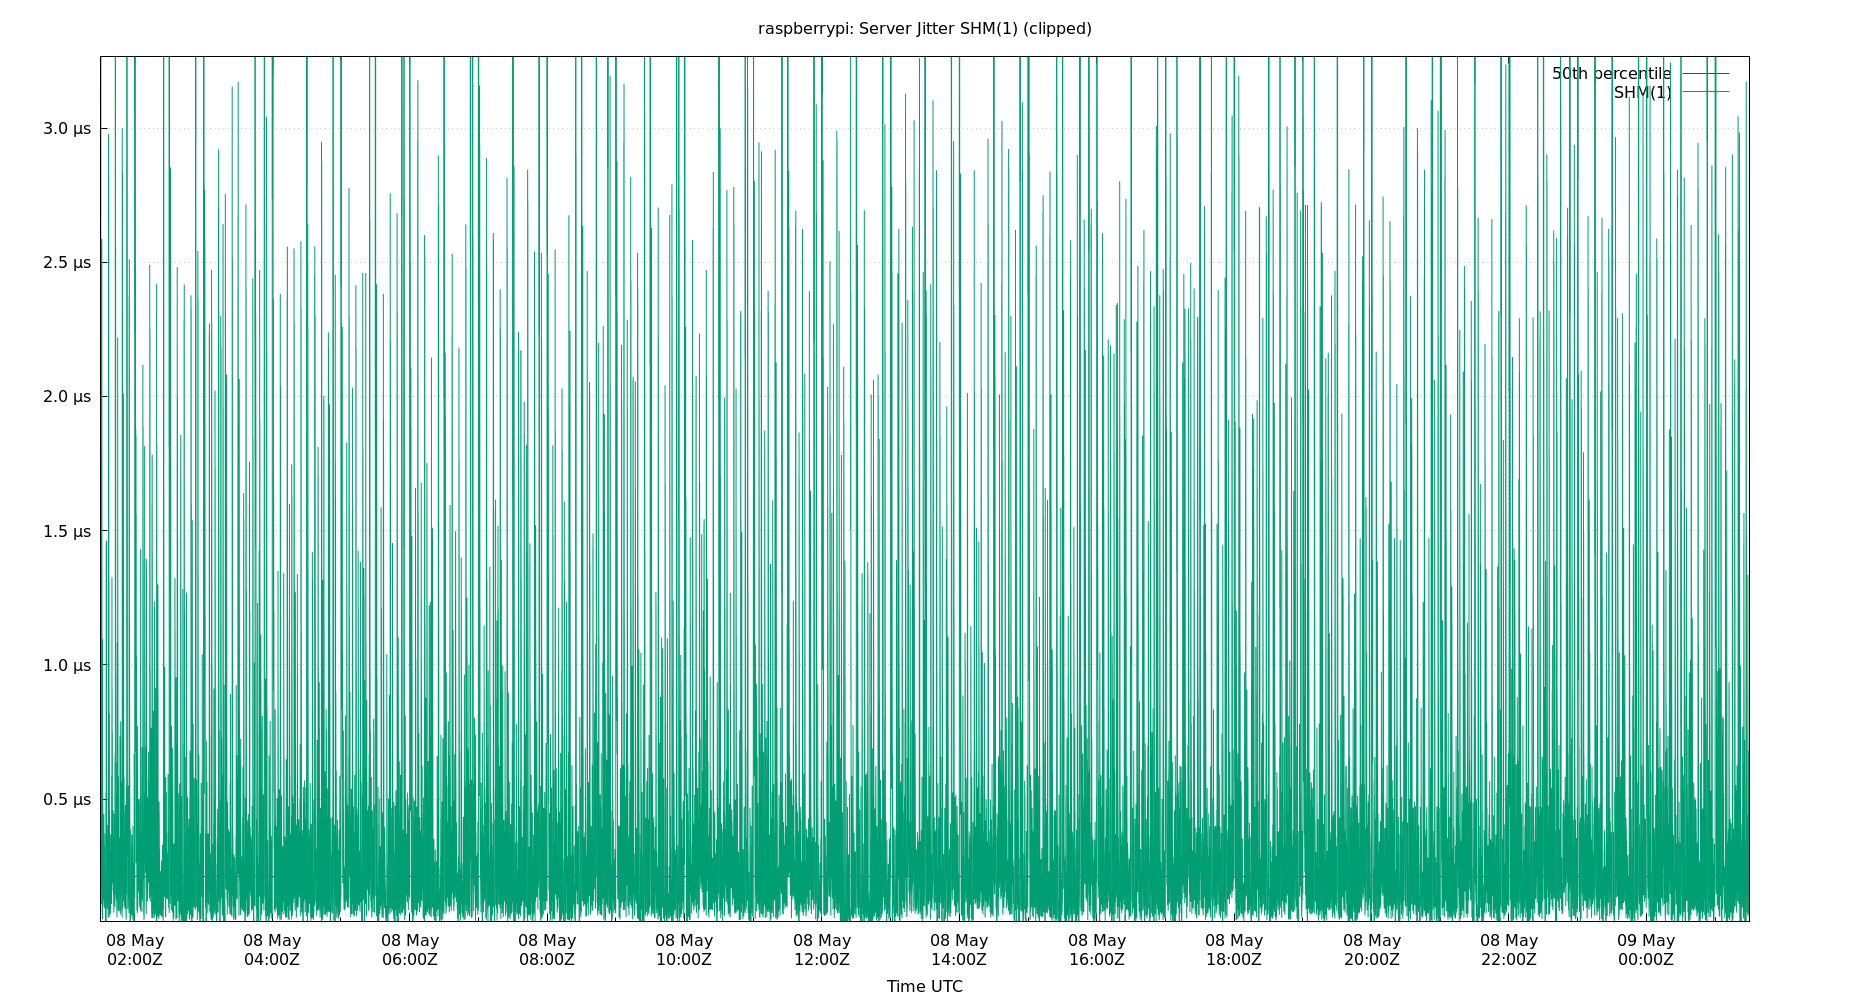 raspberrypi: Server Jitter SHM(1) (clipped)
50th percentile
SHM(1)
3.0 µs
2.5 µs
2.0 µs
1.5 µs
1.0 µs
0.5 µs
08 May 08 May 08 May 08 May 08 May 08 May 08 May 08 May 08 May 08 May 08 May 09 May
02:00Z 04:00Z 06:00Z 08:00Z 10:00Z 12:00Z 14:00Z 16:00Z 18:00Z 20:00Z 22:00Z 00:00Z
Time UTC